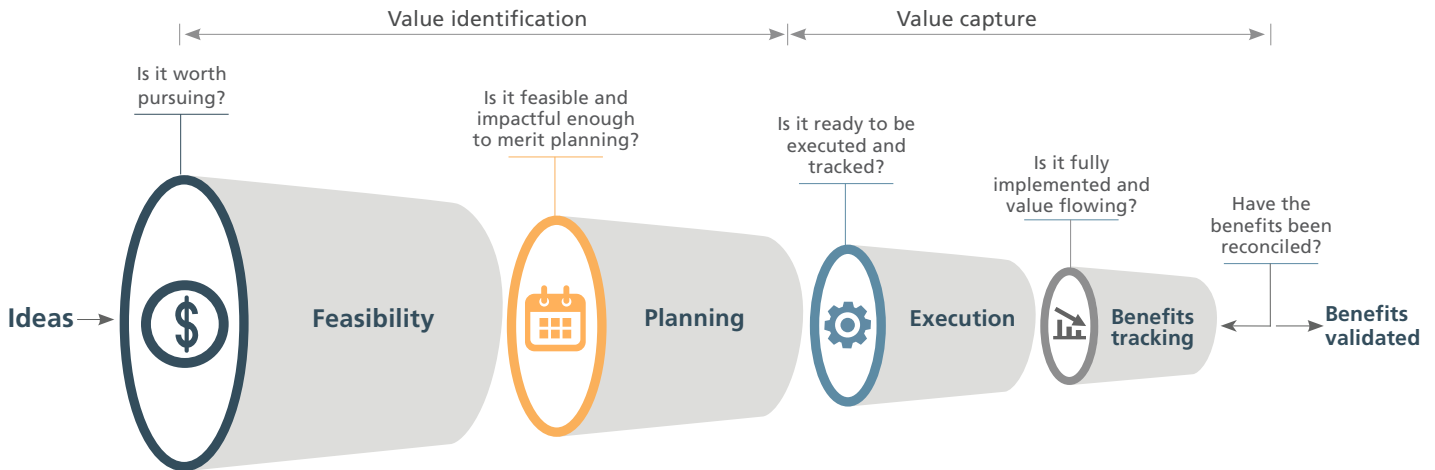 Value identification
Value capture
Is it worth
pursuing?
Is it feasible and
impactful enough
to merit planning?
Is it ready to be
executed and
tracked?
Is it fully
implemented and
value flowing?
Have the
benefits been
reconciled?
Ideas
$
Feasibility
Planning
Execution
Benefits
tracking
Benefits
validated